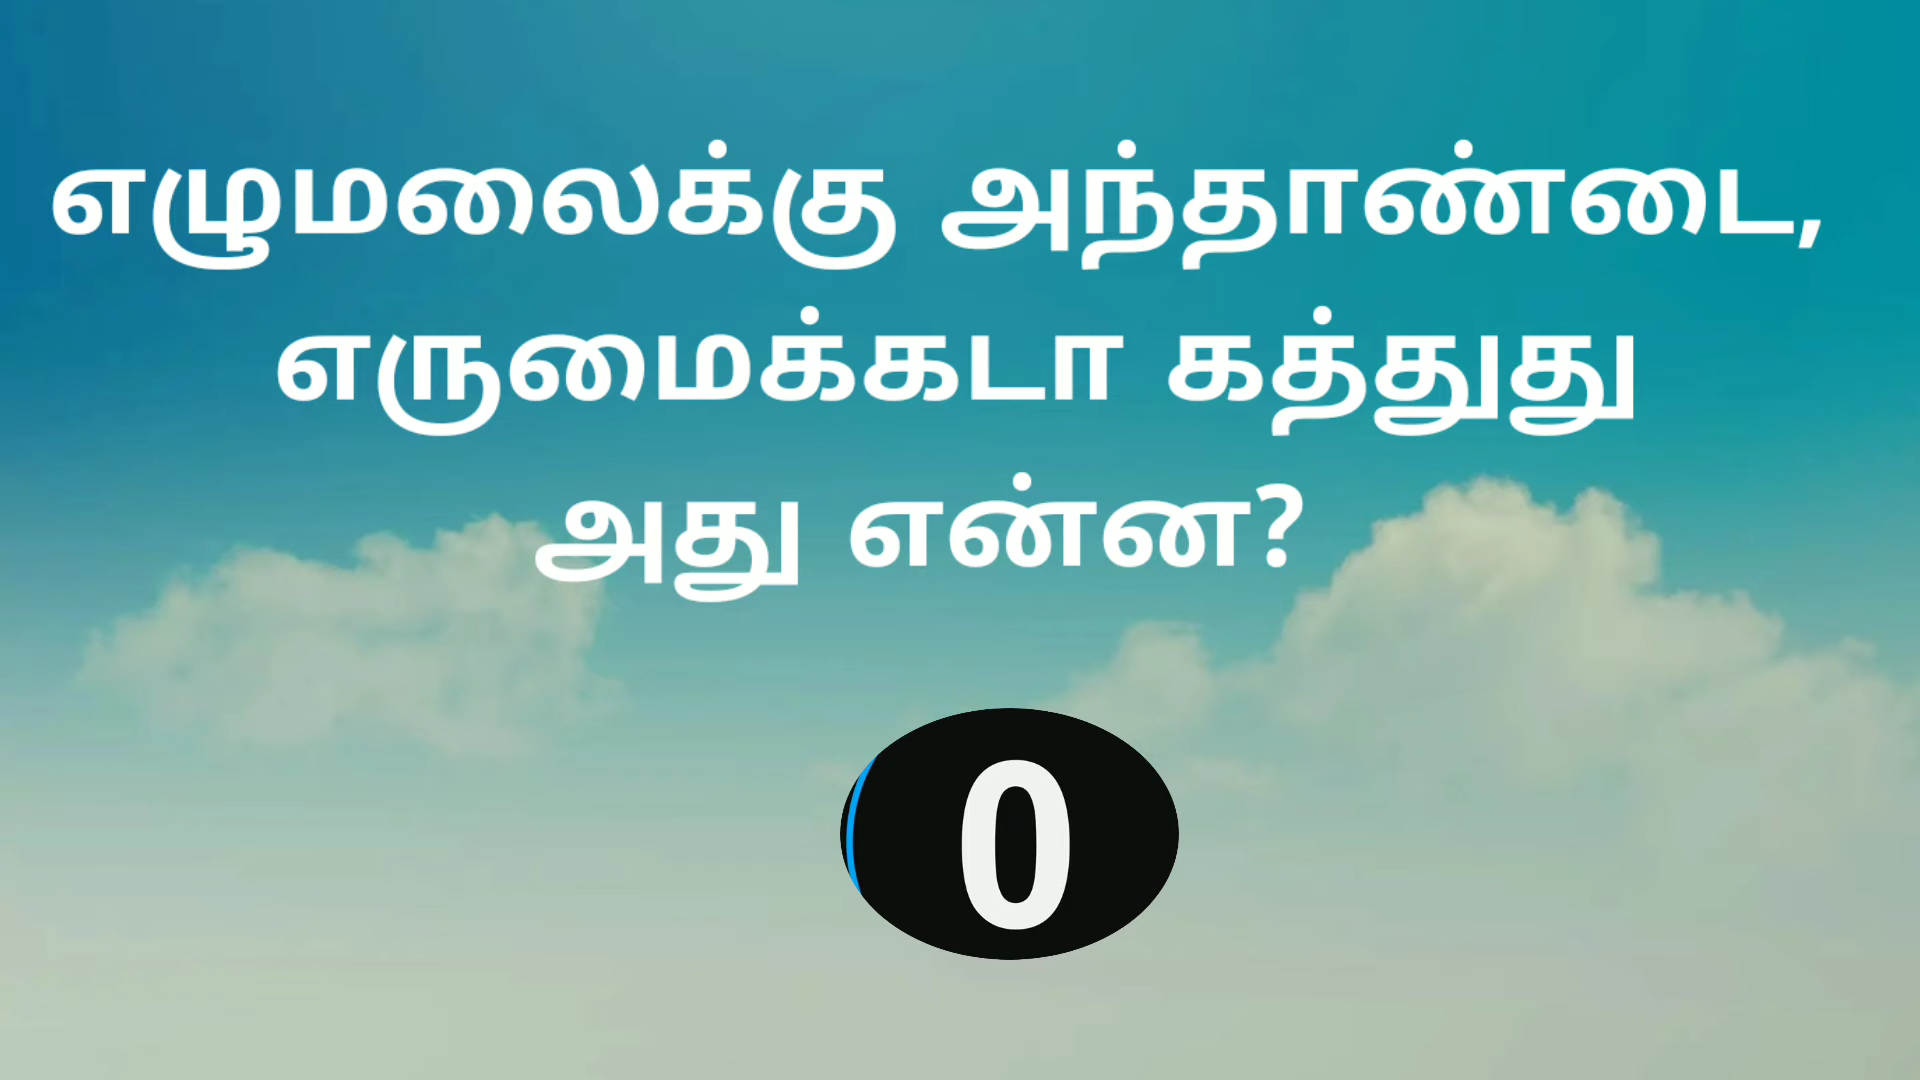 எழூமலைக்கு அந்தாண்டை,
எருமைக்கடா கத்துது
அது என்ன?
0